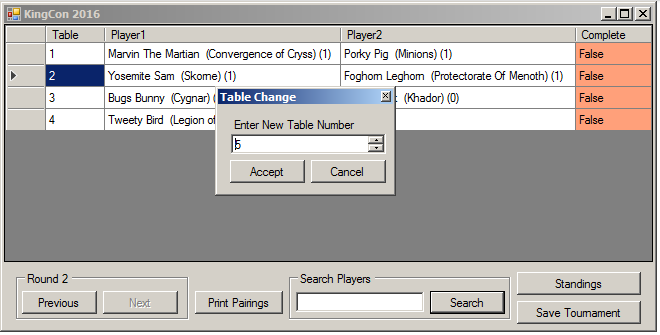 KingCon 2016
Table Player1 Player2 Complete
1 Marvin The Martian (Convergence of Cryss) (1) Porky Pig (Minions) (1) False
2 Yosemite Sam (Skorne) (1) Foghorn Leghorn (Protectorate Of Menoth) (1) False
3 Bugs Bunny (Cygnar) (Khador) (0) False
4 Tweety Bird (Legion of False
Table Change
Enter New Table Number
5
Accept Cancel
Round 2 Search Players
Previous Next Print Pairings Search
Standings
Save Tournament